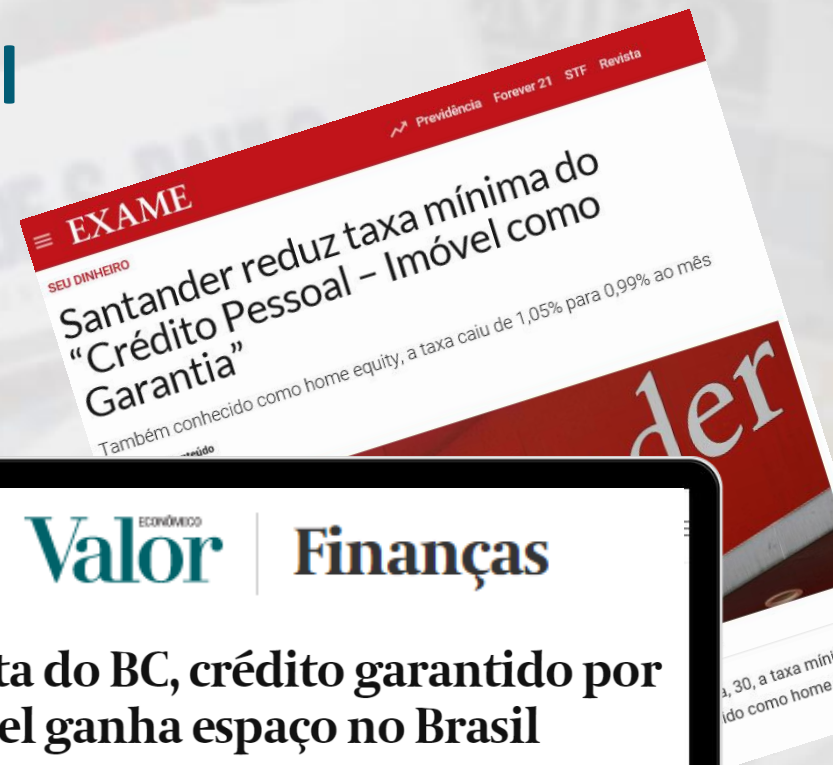 Previdência Forever 21 STF Revista
EXAME
SEU DINHEIRO
Santander reduz taxa mínima do
“Crédito Pessoal – Imóvel como
Garantia”
Também conhecido como home equity, a taxa caiu de 1,05% para 0,99% ao mês
der
Valor
ECONÔMICO
Finanças
ta do BC, crédito garantido por
el ganha espaço no Brasil
, 30, a taxa míni
ido como home